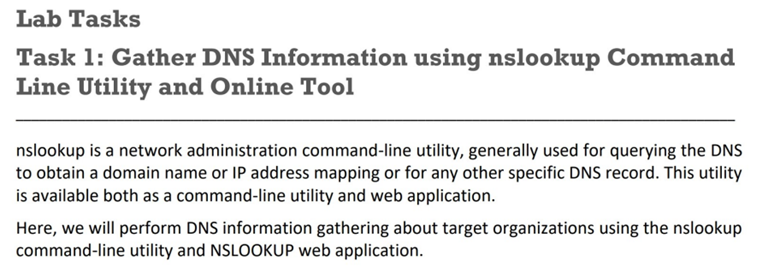 Lab Tasks
Task 1: Gather DNS Information using nslookup Command
Line Utility and Online Tool
nslookup is a network administration command-line utility, generally used for querying the DNS
to obtain a domain name or IP address mapping or for any other specific DNS record. This utility
is available both as a command-line utility and web application.
Here, we will perform DNS information gathering about target organizations using the nslookup
command-line utility and NSLOOKUP web application.